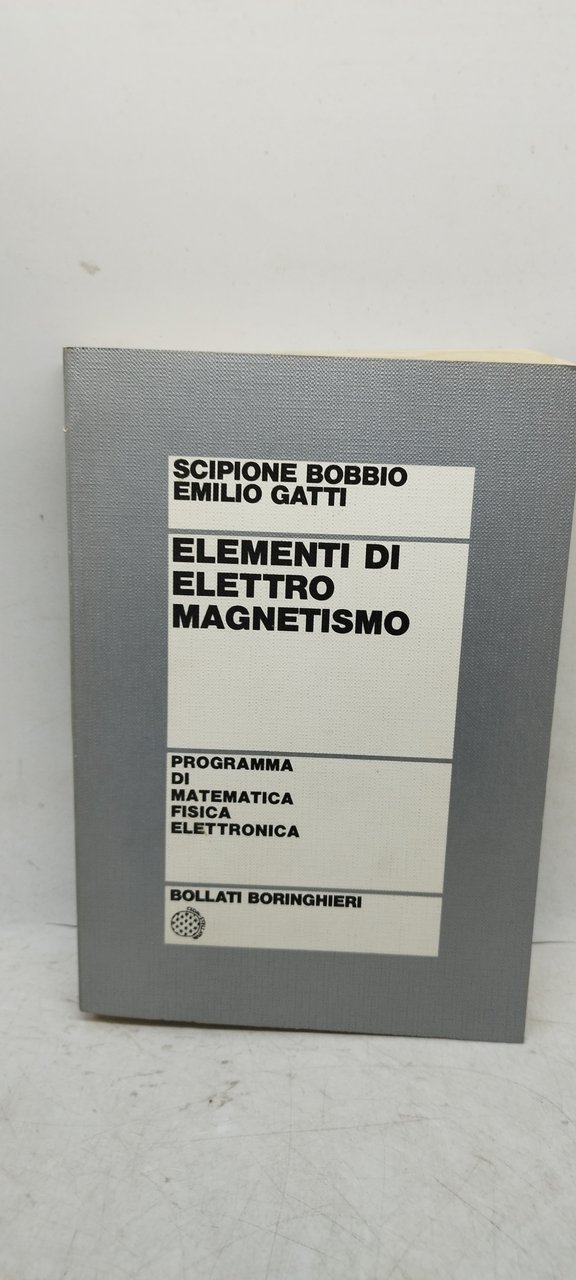 SCIPIONE BOBBIO
EMILIO GATTI
ELEMENTI DI
ELETTRO
MAGNETISMO
PROGRAMMA
DI
MATEMATICA
FISICA
ELETTRONICA
BOLLATI BORINGHIERI